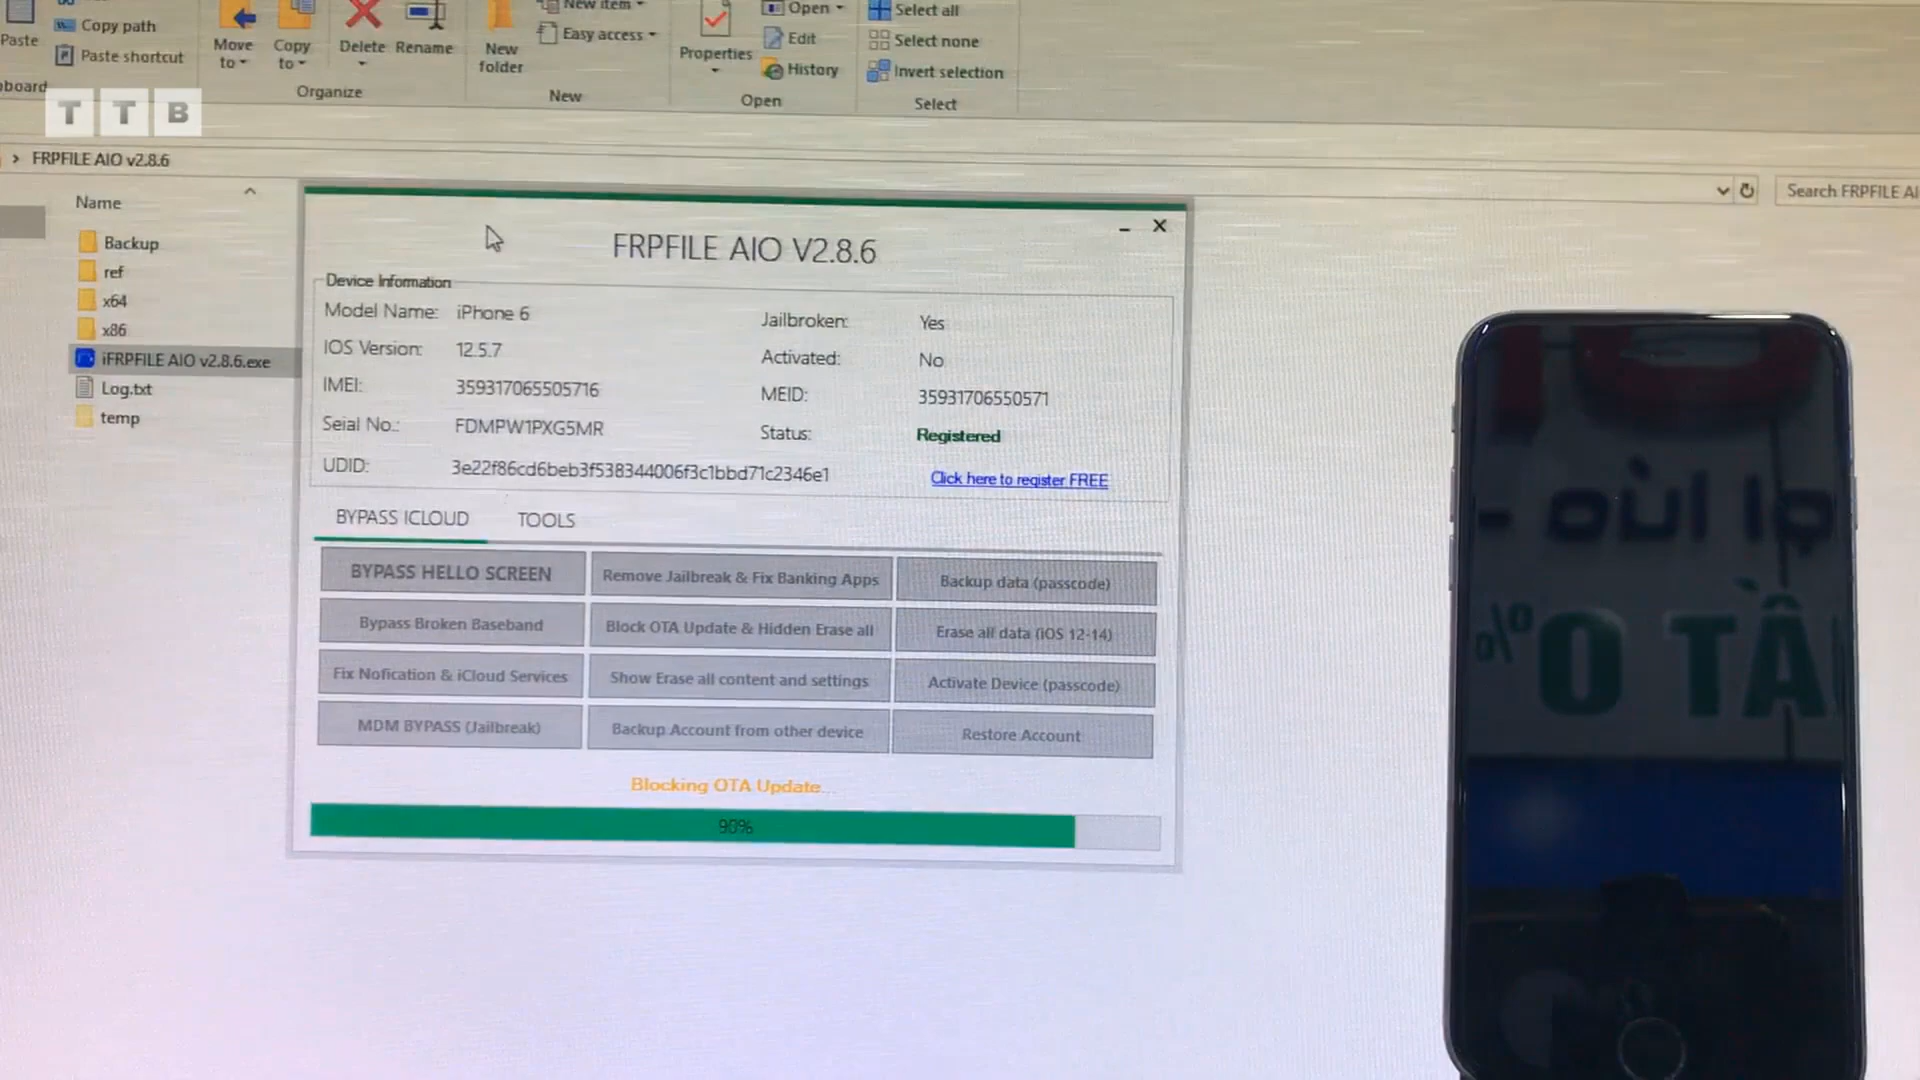 Paste
Copy path
Paste shortcut
Move to
Copy to
Delete
Rename
Organize
New folder
New item
Easy access
New
Properties
Open
Edit
History
Open
Select all
Select none
Invert selection
Select
TTB
> FRPFILE AIO v2.8.6
Search FRPFILE AI
Name
Backup
ref
x64
x86
iFRPFILE AIO v2.8.6.exe
Log.txt
temp
FRPFILE AIO V2.8.6
Device Information
Model Name: iPhone 6
Jailbroken: Yes
IOS Version: 12.5.7
Activated: No
IMEI: 359317065505716
MEID: 35931706550571
Seial No.: FDMPW1PXG5MR
Status: Registered
UDID: 3e22f86cd6beb3f538344006f3c1bbd71c2346e1
Click here to register FREE
BYPASS ICLOUD TOOLS
BYPASS HELLO SCREEN
Remove Jailbreak & Fix Banking Apps
Backup data (passcode)
Bypass Broken Baseband
Block OTA Update & Hidden Erase all
Erase all data (iOS 12-14)
Fix Nofication & iCloud Services
Show Erase all content and settings
Activate Device (passcode)
MDM BYPASS (Jailbreak)
Backup Account from other device
Restore Account
Blocking OTA Update...
90%